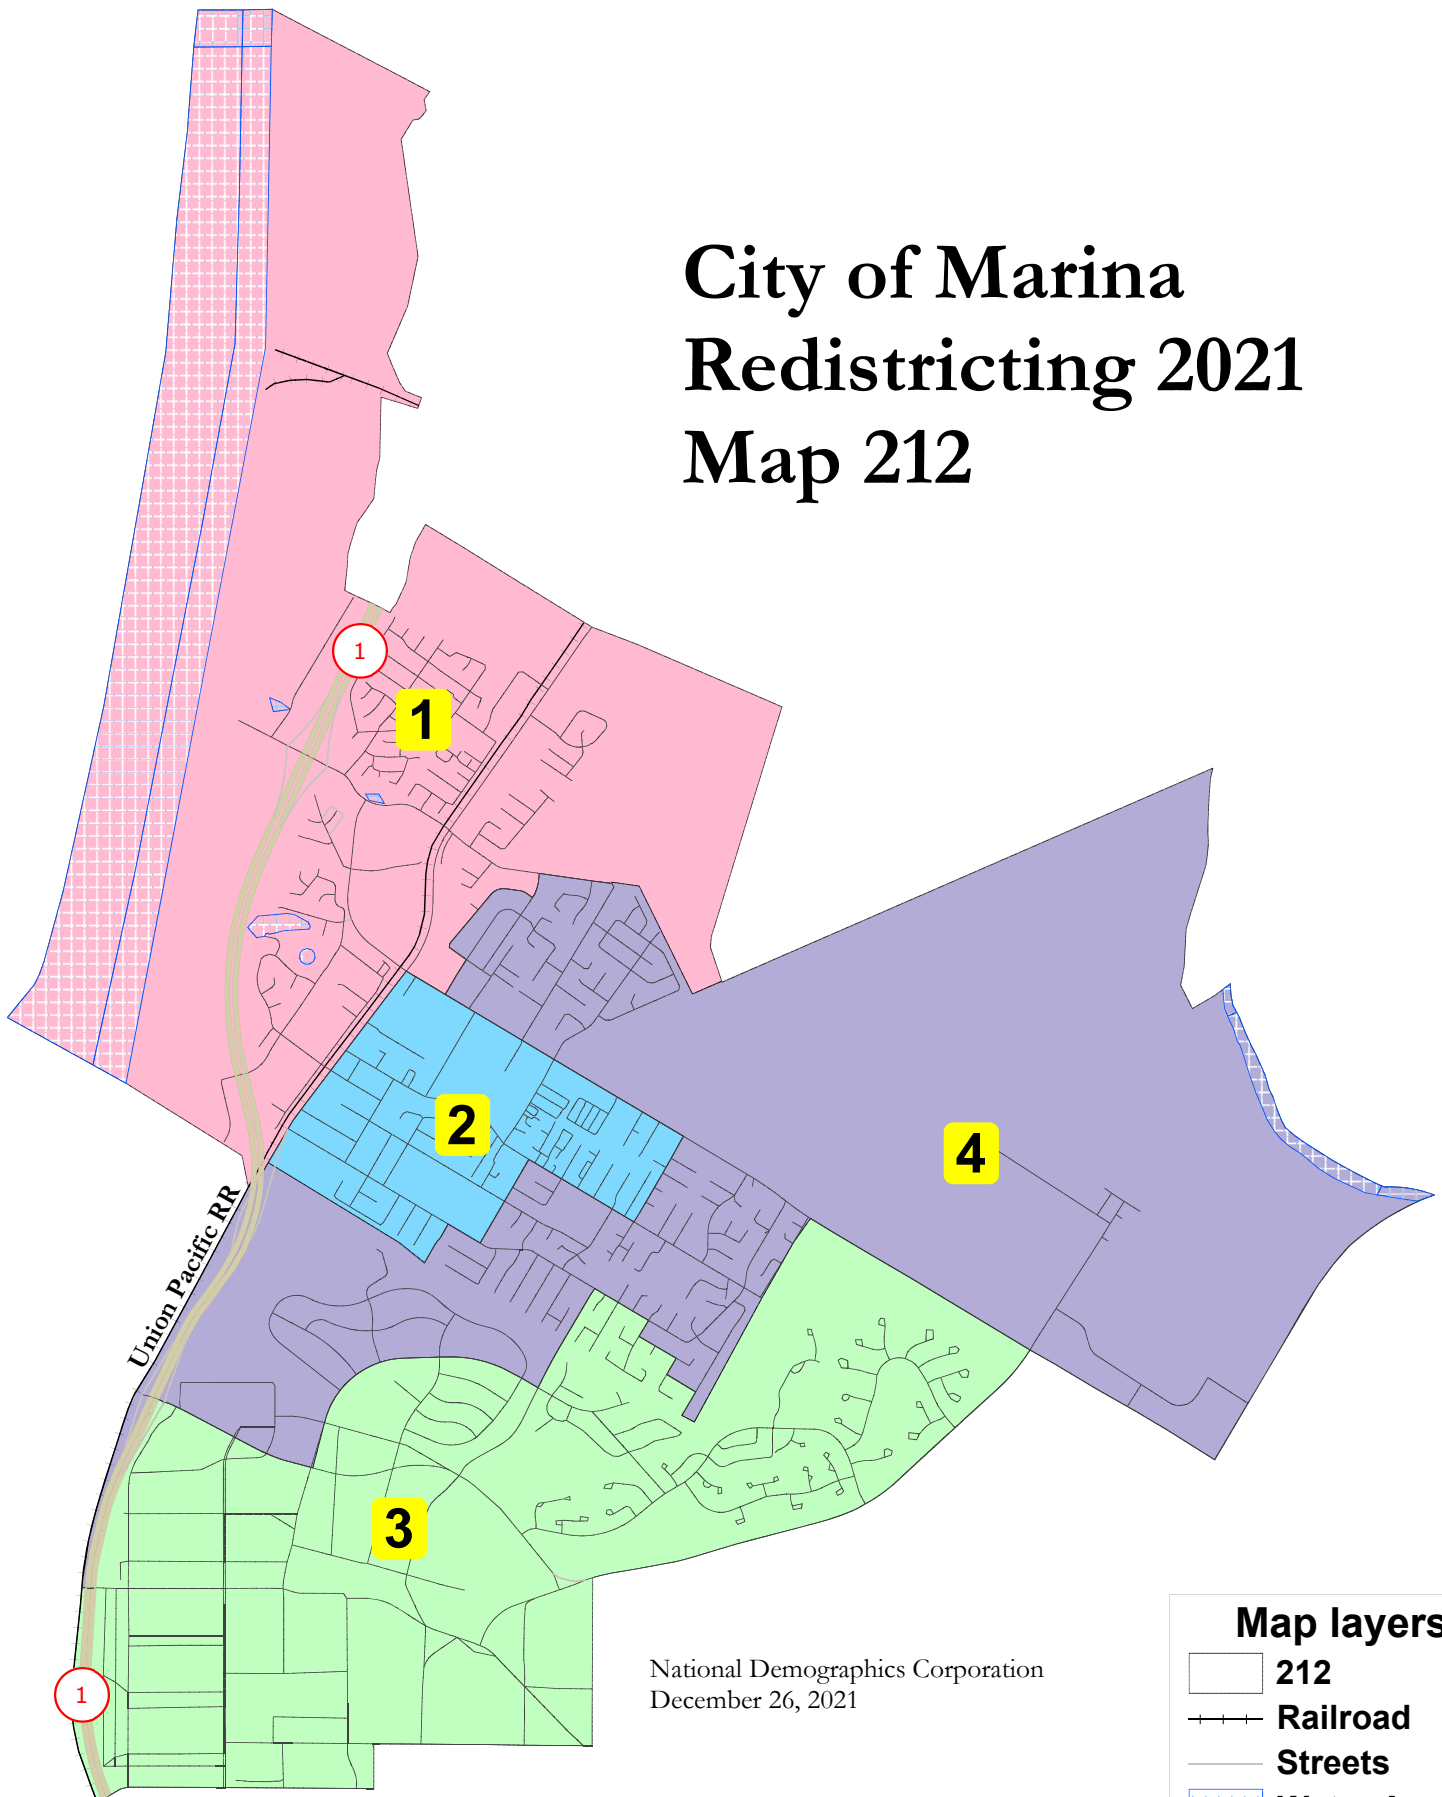 City of Marina
Redistricting 2021
Map 212
1
1
2
4
Union Pacific RR
3
1
National Demographics Corporation
December 26, 2021
Map layers
212
Railroad
Streets